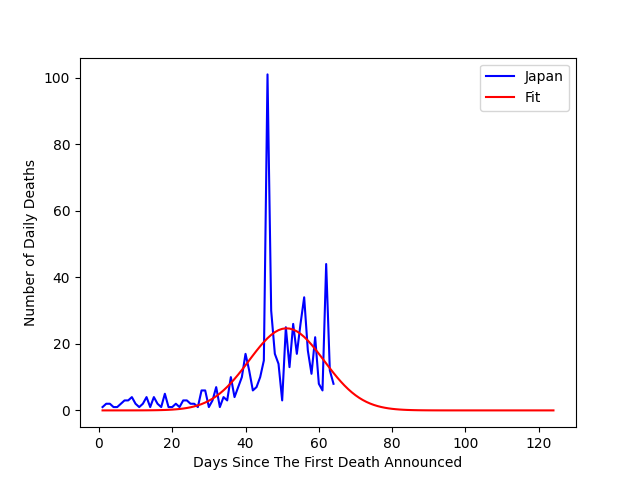 Japan
Fit
100
80
60
40
20
0
Number of Daily Deaths
0 20 40 60 80 100 120
Days Since The First Death Announced